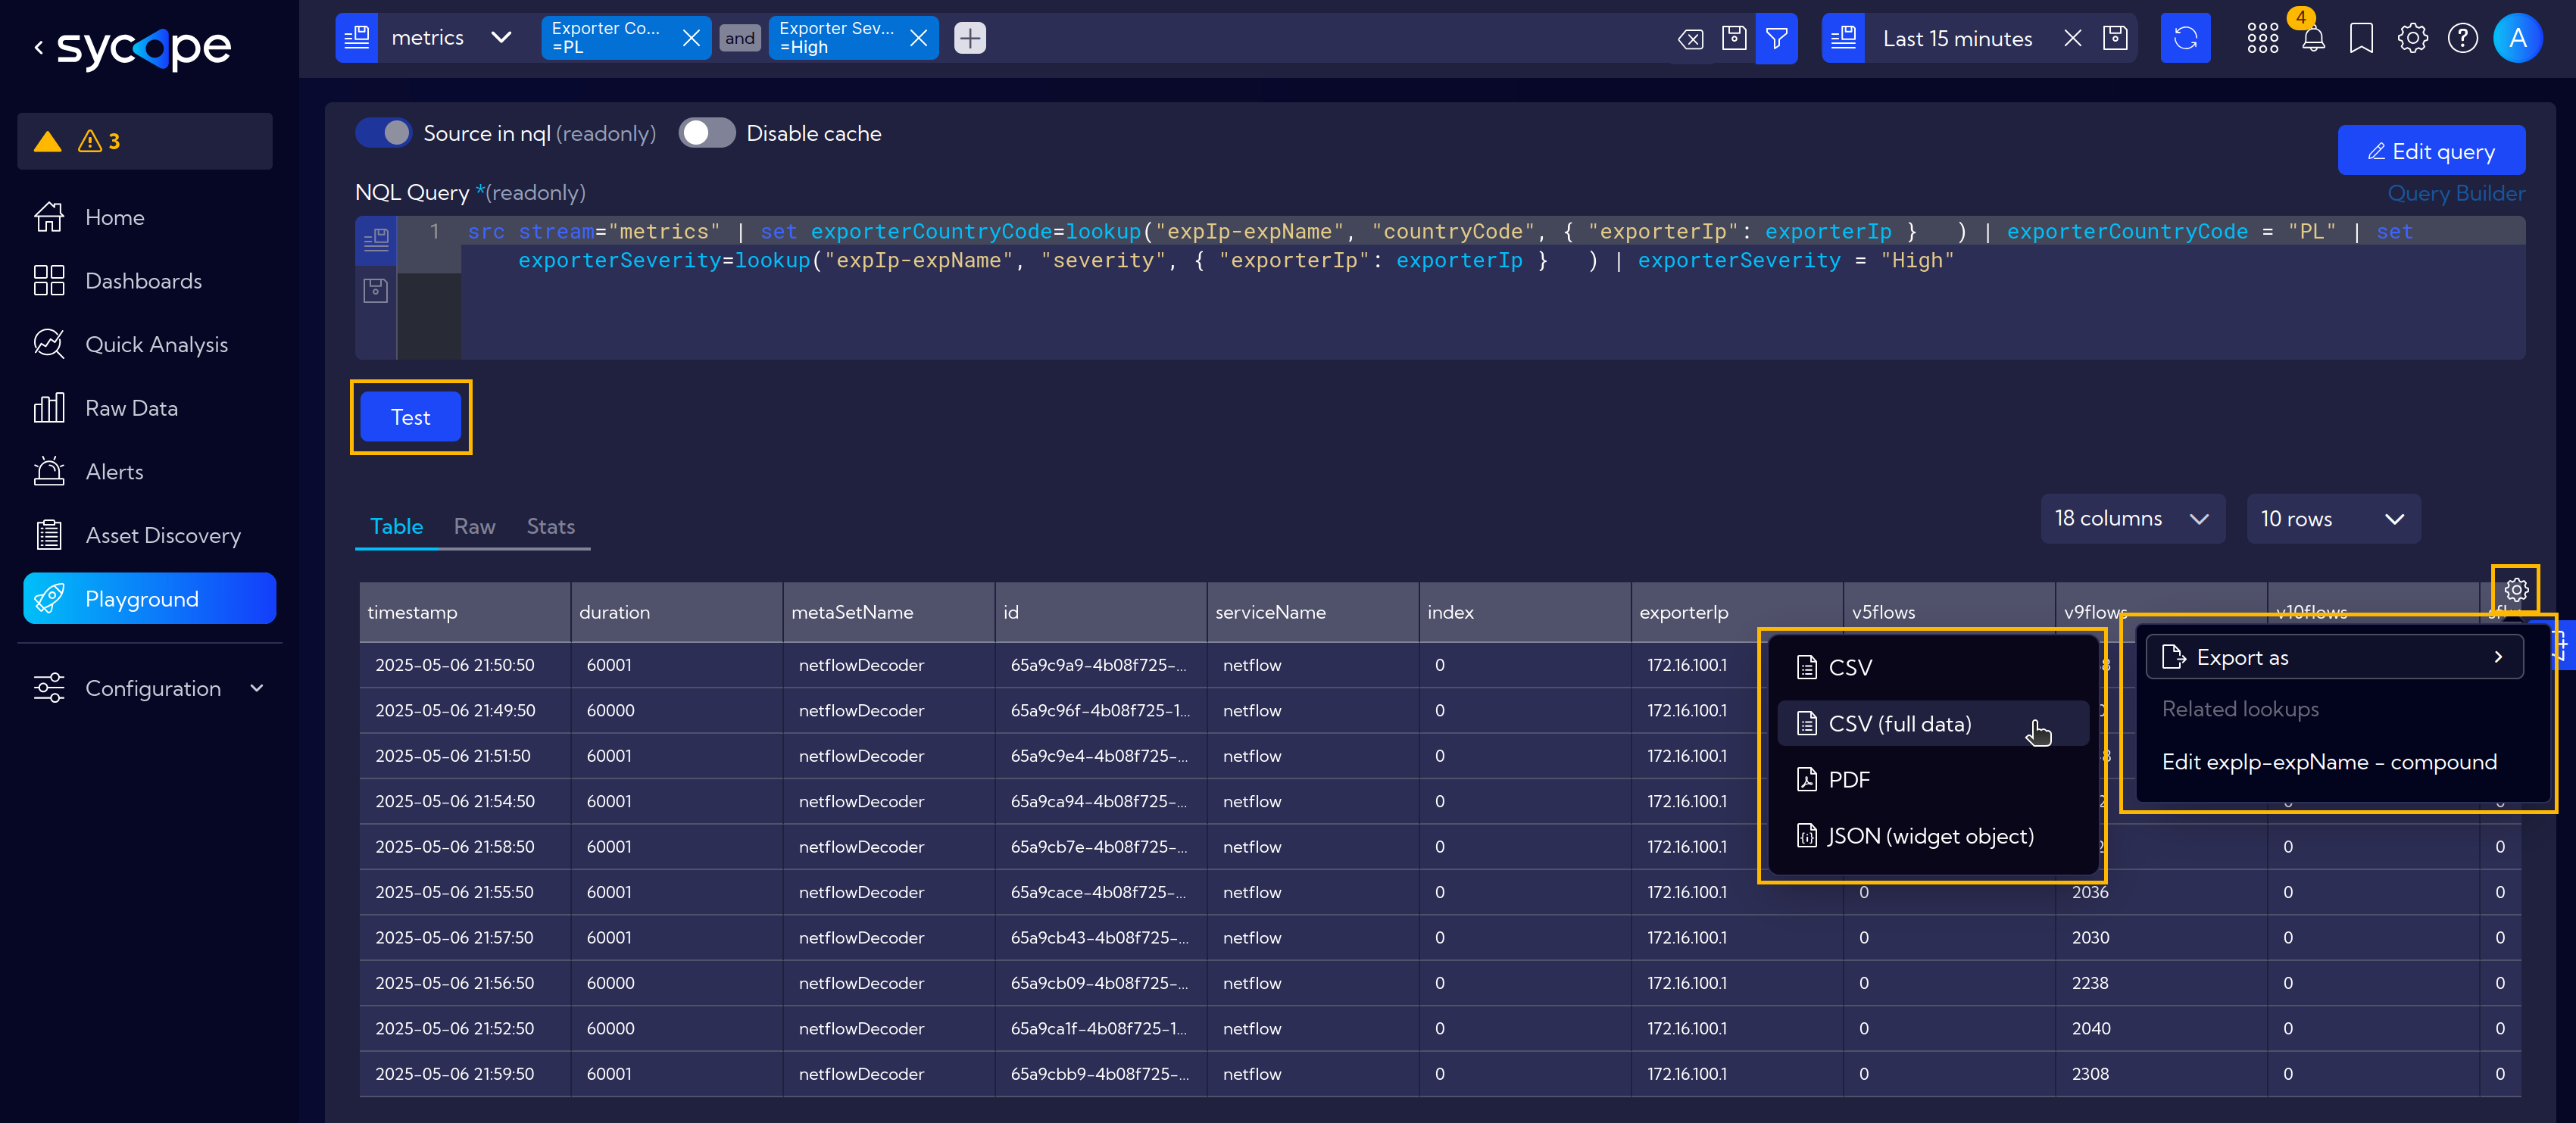 sycope
metrics
Exporter Co...
=PL
and
Exporter Sev...
=High
Last 15 minutes
4
A
3
Home
Dashboards
Quick Analysis
Raw Data
Alerts
Asset Discovery
Playground
Configuration
Source in nql (readonly)
Disable cache
Edit query
NQL Query *(readonly)
Query Builder
1
src stream="metrics" | set exporterCountryCode=lookup("expIp-expName", "countryCode", { "exporterIp": exporterIp } ) | exporterCountryCode = "PL" | set
exporterSeverity=lookup("expIp-expName", "severity", { "exporterIp": exporterIp } ) | exporterSeverity = "High"
Test
Table Raw Stats
18 columns
10 rows
timestamp duration metaSetName id serviceName index exporterIp v5flows v9flows v10flows
2025-05-06 21:50:50 60001 netflowDecoder 65a9c9a9-4b08f725-... netflow 0 172.16.100.1
2025-05-06 21:49:50 60000 netflowDecoder 65a9c96f-4b08f725-1... netflow 0 172.16.100.1
2025-05-06 21:51:50 60001 netflowDecoder 65a9c9e4-4b08f725-... netflow 0 172.16.100.1
2025-05-06 21:54:50 60001 netflowDecoder 65a9ca94-4b08f725-... netflow 0 172.16.100.1
2025-05-06 21:58:50 60001 netflowDecoder 65a9cb7e-4b08f725-... netflow 0 172.16.100.1 0 0
2025-05-06 21:55:50 60001 netflowDecoder 65a9cace-4b08f725-... netflow 0 172.16.100.1 0 2036 0 0
2025-05-06 21:57:50 60001 netflowDecoder 65a9cb43-4b08f725-... netflow 0 172.16.100.1 0 2030 0 0
2025-05-06 21:56:50 60000 netflowDecoder 65a9cb09-4b08f725-... netflow 0 172.16.100.1 0 2238 0 0
2025-05-06 21:52:50 60000 netflowDecoder 65a9ca1f-4b08f725-1... netflow 0 172.16.100.1 0 2040 0 0
2025-05-06 21:59:50 60001 netflowDecoder 65a9cbb9-4b08f725-... netflow 0 172.16.100.1 0 2308 0 0
CSV
CSV (full data)
PDF
JSON (widget object)
Export as
Related lookups
Edit expIp-expName - compound